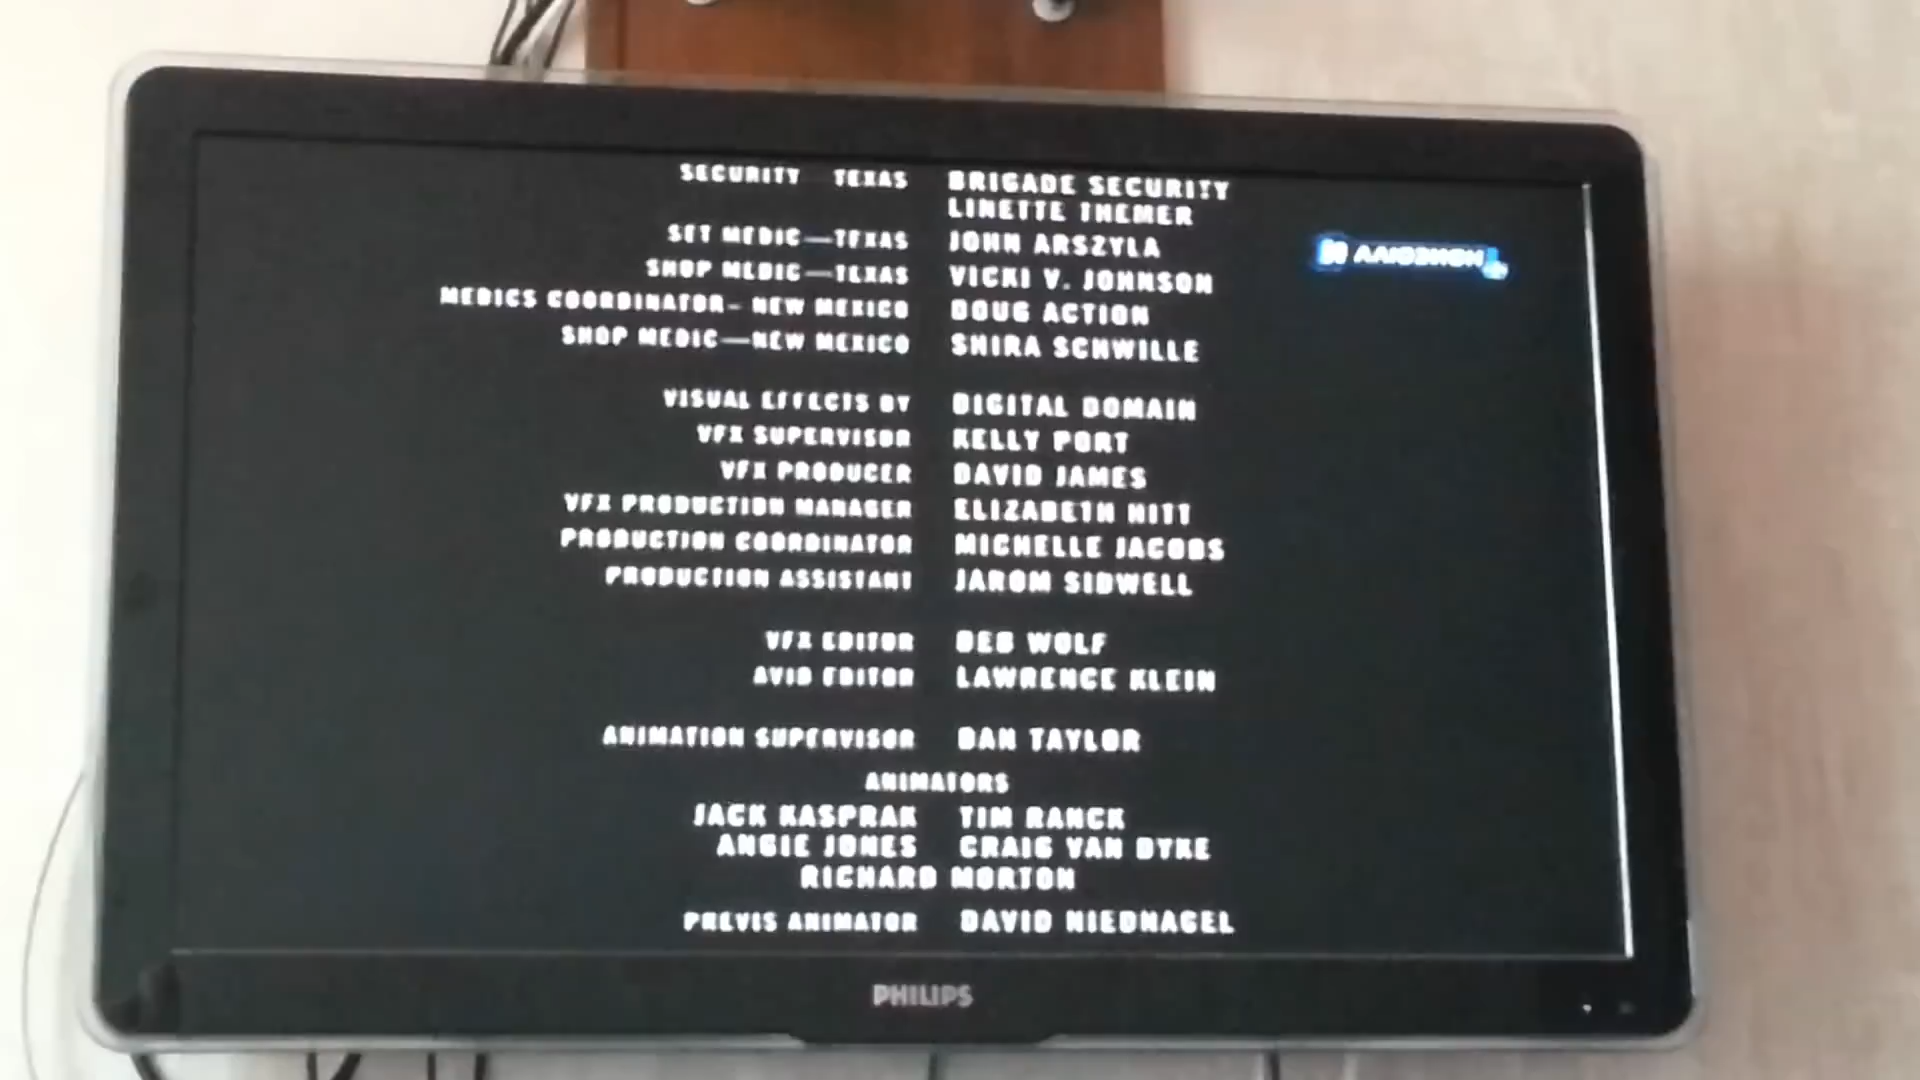 SECURITY TEXAS BRIGADE SECURITY
LINETTE THEMER
SET MEDIC—TEXAS JOHN ARSZYLA
SHOP MEDIC—TEXAS VICKI V. JOHNSON
MEDICS COORDINATOR– NEW MEXICO DOUG ACTION
SHOP MEDIC—NEW MEXICO SHIRA SCHWILLE
VISUAL EFFECTS BY DIGITAL DOMAIN
VFX SUPERVISOR KELLY PORT
VFX PRODUCER DAVID JAMES
VFX PRODUCTION MANAGER ELIZABETH HITT
PRODUCTION COORDINATOR MICHELLE JACOBS
PRODUCTION ASSISTANT JAROM SIDWELL
VFX EDITOR DEB WOLF
AVID EDITOR LAWRENCE KLEIN
ANIMATION SUPERVISOR DAN TAYLOR
ANIMATORS
JACK KASPRAK TIM RANCK
ANGIE JONES CRAIG VAN DYKE
RICHARD MORTON
PREVIS ANIMATOR DAVID NIEDNAGEL
PHILIPS